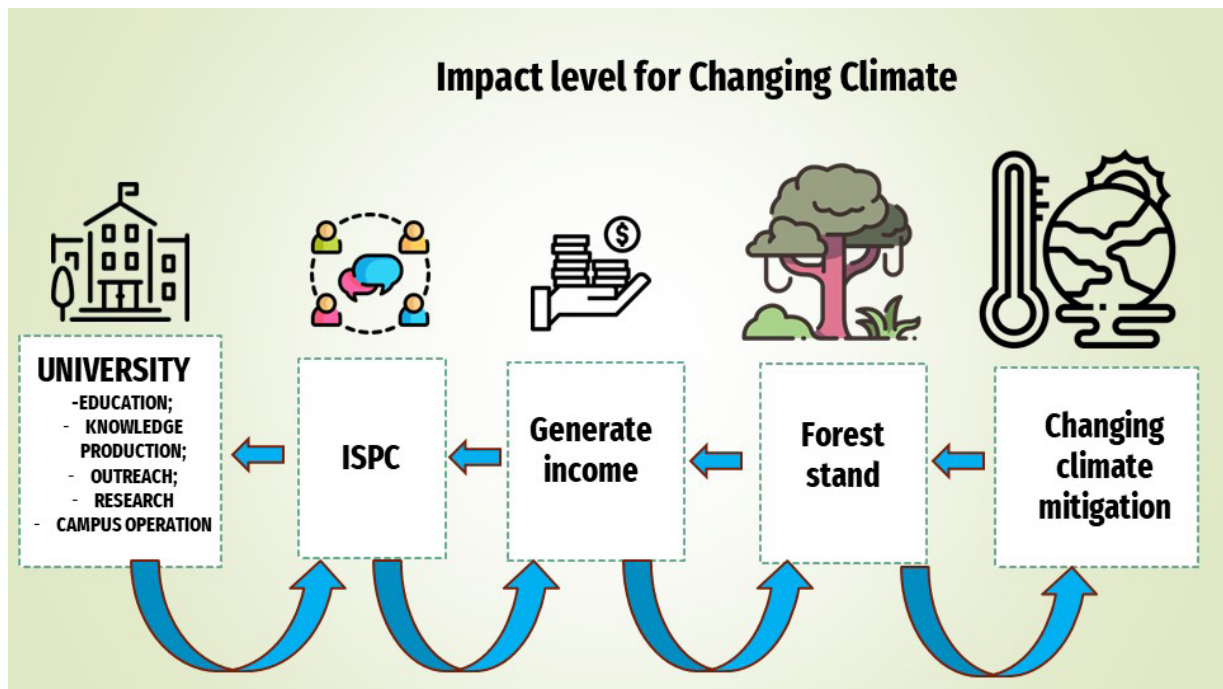 Impact level for Changing Climate
$
UNIVERSITY
-EDUCATION;
- KNOWLEDGE
PRODUCTION;
- OUTREACH;
- RESEARCH
- CAMPUS OPERATION
ISPC
Generate
income
Forest
stand
Changing
climate
mitigation